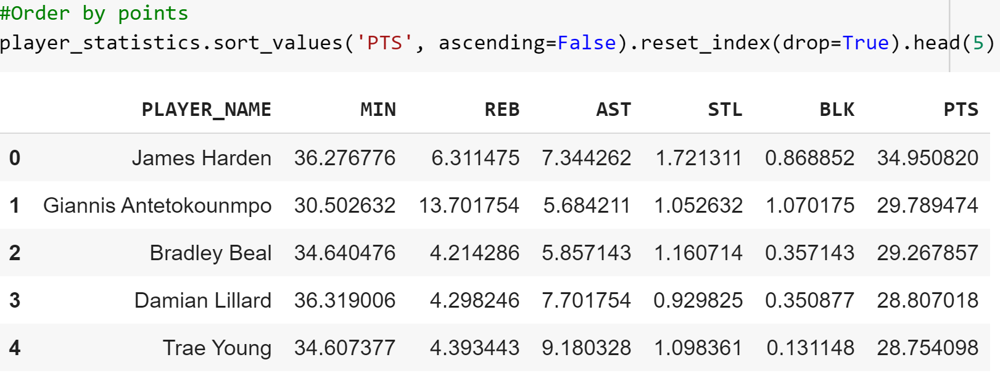 #Order by points
player_statistics.sort_values('PTS', ascending=False).reset_index(drop=True).head(5)
PLAYER_NAME MIN REB AST STL BLK PTS
0 James Harden 36.276776 6.311475 7.344262 1.721311 0.868852 34.950820
1 Giannis Antetokounmpo 30.502632 13.701754 5.684211 1.052632 1.070175 29.789474
2 Bradley Beal 34.640476 4.214286 5.857143 1.160714 0.357143 29.267857
3 Damian Lillard 36.319006 4.298246 7.701754 0.929825 0.350877 28.807018
4 Trae Young 34.607377 4.393443 9.180328 1.098361 0.131148 28.754098